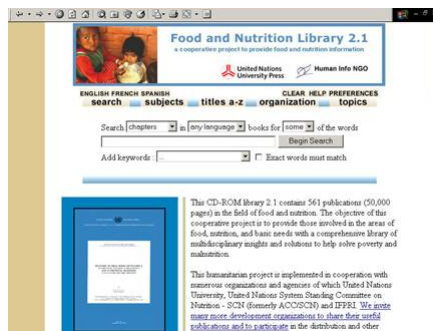 Food and Nutrition Library 2.1
a cooperative project to provide food and nutrition information
United Nations
University Press
Human Info NGO
ENGLISH FRENCH SPANISH
CLEAR HELP PREFERENCES
search subjects titles a-z organization topics
Search chapters in any language books for some of the words
Begin Search
Add keywords : ...
Exact words must match
This CD-ROM library 2.1 contains 561 publications (50,000
pages) in the field of food and nutrition. The objective of this
cooperative project is to provide those involved in the areas of
food, nutrition, and basic needs with a comprehensive library of
multidisciplinary insights and solutions to help solve poverty and
malnutrition.
This humanitarian project is implemented in cooperation with
numerous organizations and agencies of which United Nations
University, United Nations System Standing Committee on
Nutrition - SCN (formerly ACC/SCN) and IFPRI. We invite
many more development organizations to share their useful
publications and to participate in the distribution and other